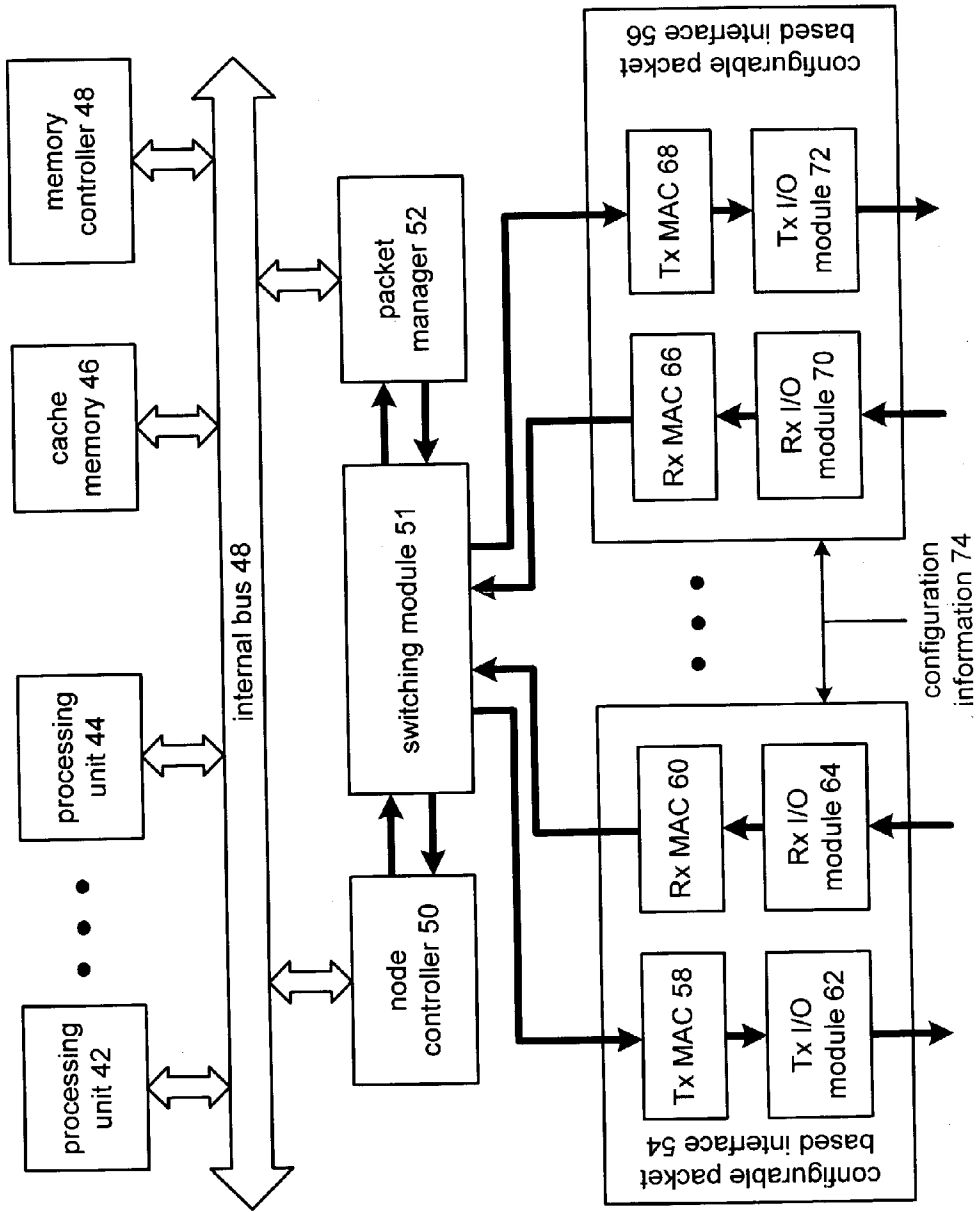 processing
unit 42
processing
unit 44
cache
memory 46
memory
controller 48
internal bus 48
node
controller 50
switching module 51
packet
manager 52
configurable packet
based interface 54
Tx MAC 58
Rx MAC 60
Tx I/O
module 62
Rx I/O
module 64
configuration
information 74
configurable packet
based interface 56
Rx MAC 66
Tx MAC 68
Rx I/O
module 70
Tx I/O
module 72